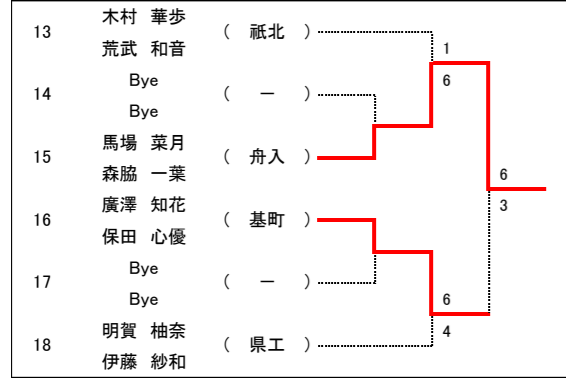 木村 華歩
13 ( 祇北 )
荒武 和音
1
Bye
6
14 ( ー )
Bye
馬場 菜月
15 ( 舟入 )
森脇 一葉
6
廣澤 知花
3
16 ( 基町 )
保田 心優
Bye
17 ( ー )
Bye
6
明賀 柚奈
4
18 ( 県工 )
伊藤 紗和